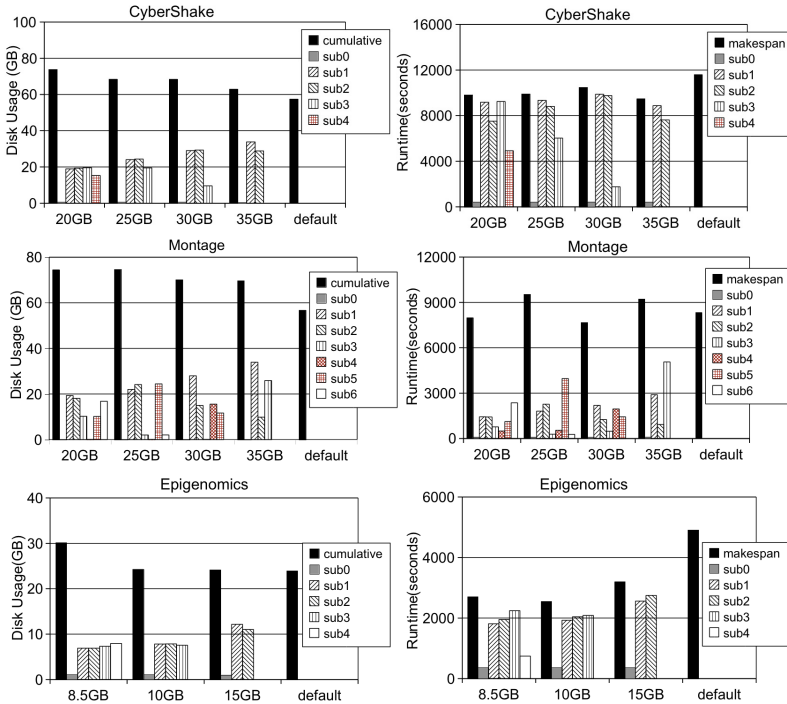 CyberShake
Disk Usage (GB)
100
80
60
40
20
0
20GB 25GB 30GB 35GB default
cumulative
sub0
sub1
sub2
sub3
sub4
CyberShake
Runtime(seconds)
16000
12000
8000
4000
0
20GB 25GB 30GB 35GB default
makespan
sub0
sub1
sub2
sub3
sub4
Montage
Disk Usage (GB)
80
60
40
20
0
20GB 25GB 30GB 35GB default
cumulative
sub0
sub1
sub2
sub3
sub4
sub5
sub6
Montage
Runtime(seconds)
12000
9000
6000
3000
0
20GB 25GB 30GB 35GB default
makespan
sub0
sub1
sub2
sub3
sub4
sub5
sub6
Epigenomics
Disk Usage(GB)
40
30
20
10
0
8.5GB 10GB 15GB default
cumulative
sub0
sub1
sub2
sub3
sub4
Epigenomics
Runtime(seconds)
6000
4000
2000
0
8.5GB 10GB 15GB default
makespan
sub0
sub1
sub2
sub3
sub4